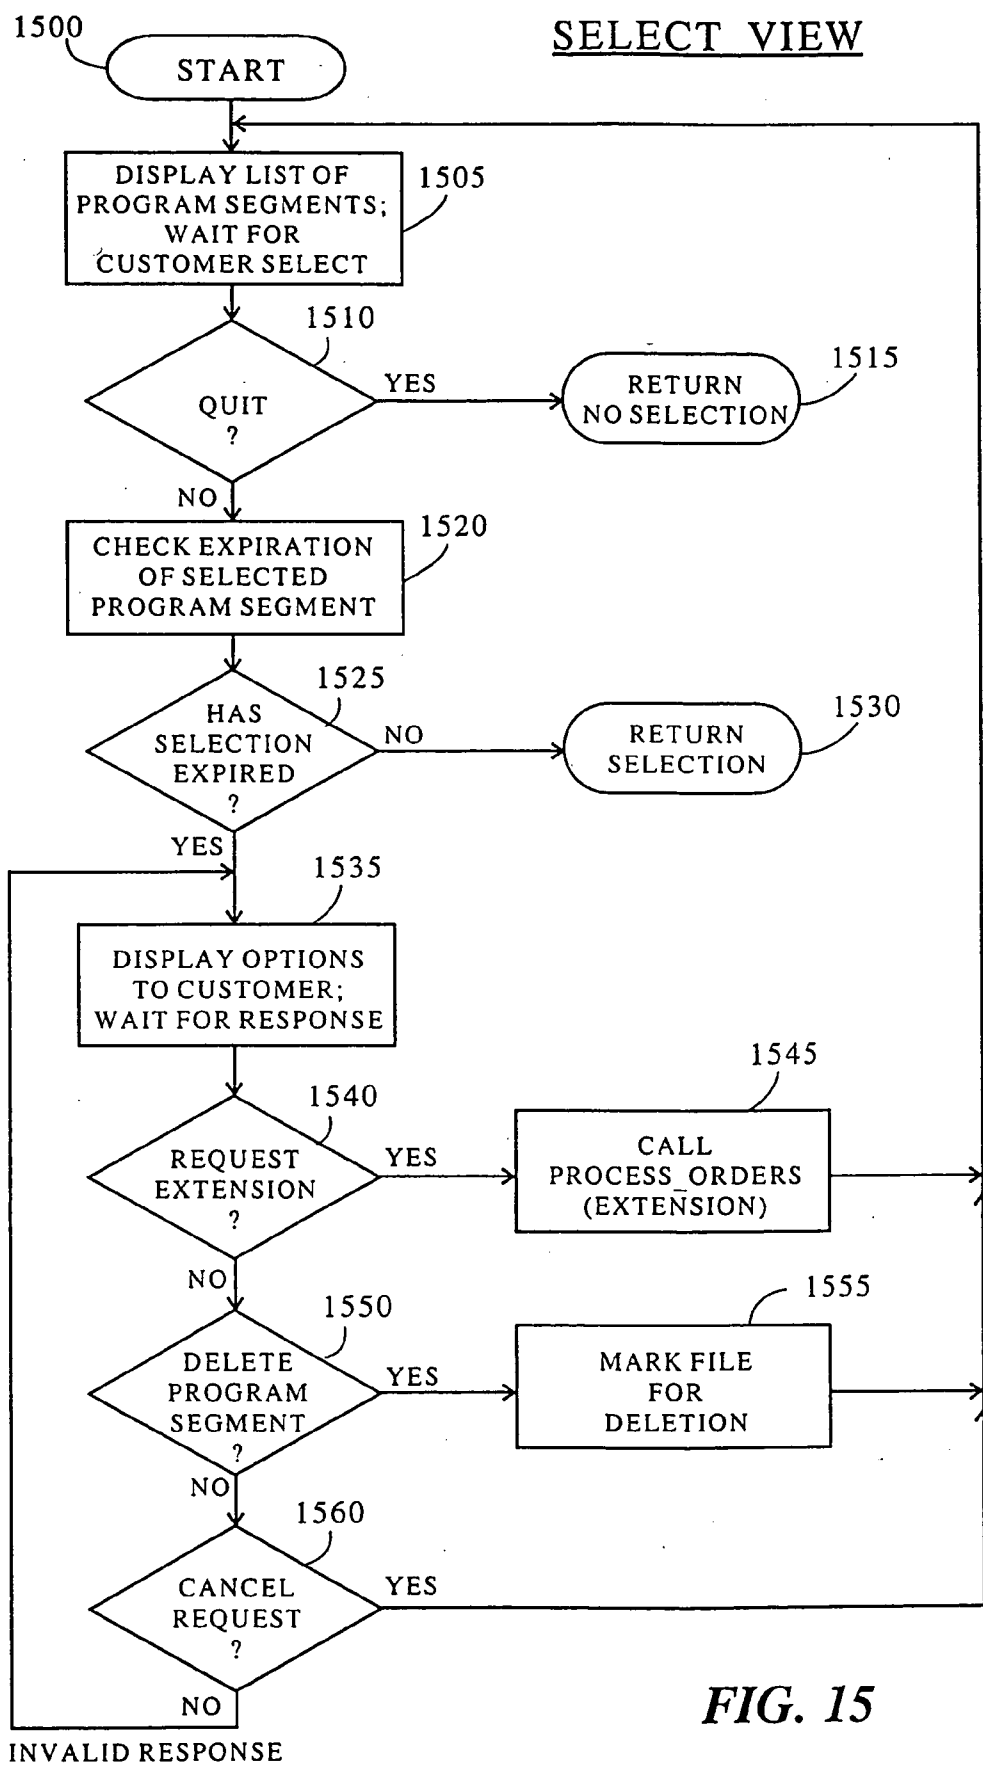 1500
SELECT VIEW
START
DISPLAY LIST OF
PROGRAM SEGMENTS;
WAIT FOR
CUSTOMER SELECT
1505
1510
QUIT
?
YES
RETURN
NO SELECTION
1515
NO
CHECK EXPIRATION
OF SELECTED
PROGRAM SEGMENT
1520
1525
HAS
SELECTION
EXPIRED
?
NO
RETURN
SELECTION
1530
YES
1535
DISPLAY OPTIONS
TO CUSTOMER;
WAIT FOR RESPONSE
1540
REQUEST
EXTENSION
?
YES
1545
CALL
PROCESS_ORDERS
(EXTENSION)
NO
1550
DELETE
PROGRAM
SEGMENT
?
YES
1555
MARK FILE
FOR
DELETION
NO
1560
CANCEL
REQUEST
?
YES
NO
INVALID RESPONSE
FIG. 15